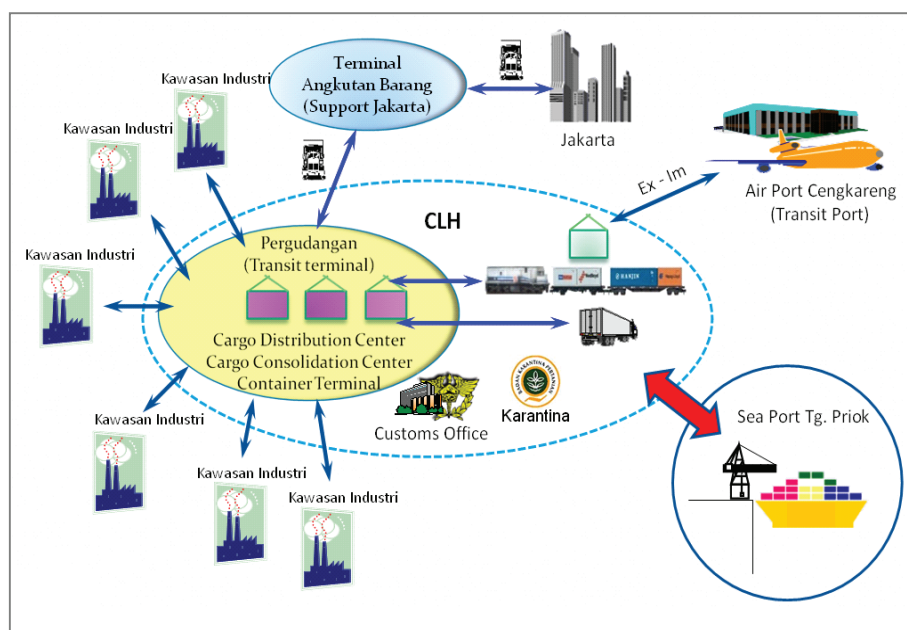 Terminal
Angkutan Barang
(Support Jakarta)
Jakarta
Kawasan Industri
Kawasan Industri
Kawasan Industri
Ex - Im
Air Port Cengkareng
(Transit Port)
CLH
Pergudangan
(Transit terminal)
Cargo Distribution Center
Cargo Consolidation Center
Container Terminal
Customs Office
Karantina
Sea Port Tg. Priok
Kawasan Industri
Kawasan Industri
Kawasan Industri